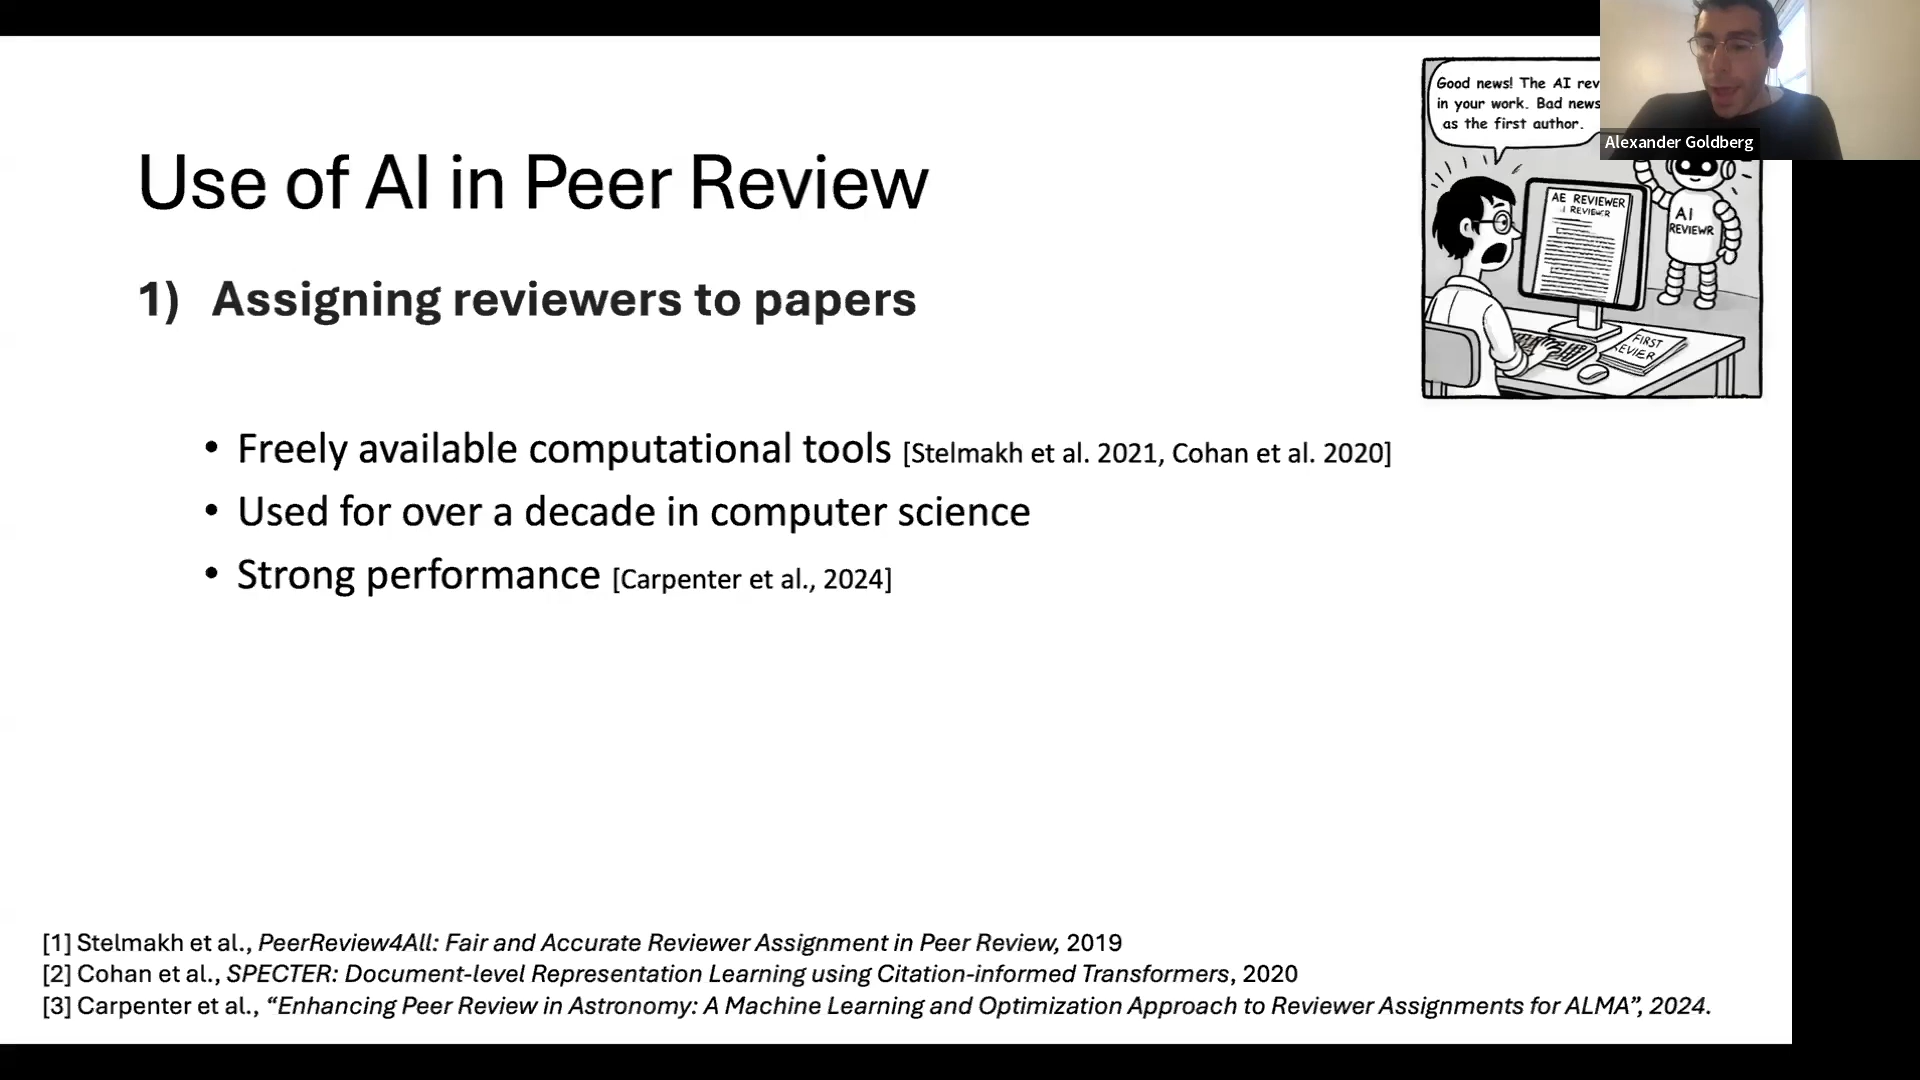 Good news! The AI rev
in your work. Bad news
as the first author.
Alexander Goldberg
Use of AI in Peer Review
AE REVIEWER
I REVIEWER
AI
REVIEWR
1) Assigning reviewers to papers
FIRST
REVIER
• Freely available computational tools [Stelmakh et al. 2021, Cohan et al. 2020]
• Used for over a decade in computer science
• Strong performance [Carpenter et al., 2024]
[1] Stelmakh et al., PeerReview4All: Fair and Accurate Reviewer Assignment in Peer Review, 2019
[2] Cohan et al., SPECTER: Document-level Representation Learning using Citation-informed Transformers, 2020
[3] Carpenter et al., “Enhancing Peer Review in Astronomy: A Machine Learning and Optimization Approach to Reviewer Assignments for ALMA”, 2024.